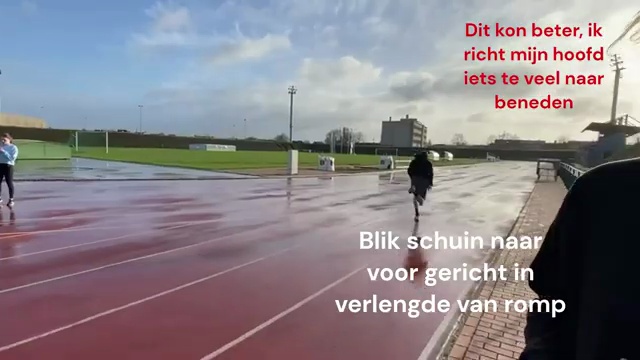 Dit kon beter, ik
richt mijn hoofd
iets te veel naar
beneden
Blik schuin naar
voor gericht in
verlengde van romp